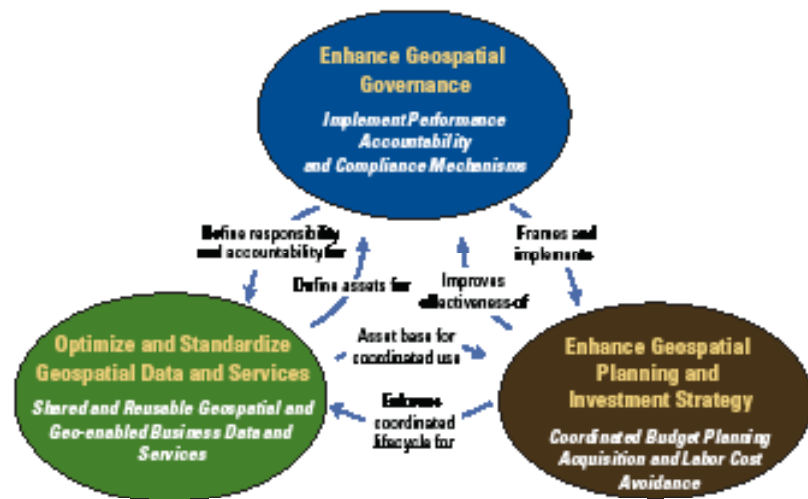 Enhance Geospatial
Governance
Implement Performance
Accountability
and Compliance Mechanisms
Define responsibility
and accountability for
Frames and
implements
Define assets for
Improves
effectiveness of
Optimize and Standardize
Geospatial Data and Services
Shared and Reusable Geospatial and
Geo-enabled Business Data and
Services
Asset base for
coordinated use
coordinated
lifecycle for
Enhance Geospatial
Planning and
Investment Strategy
Coordinated Budget Planning
Acquisition and Labor Cost
Avoidance